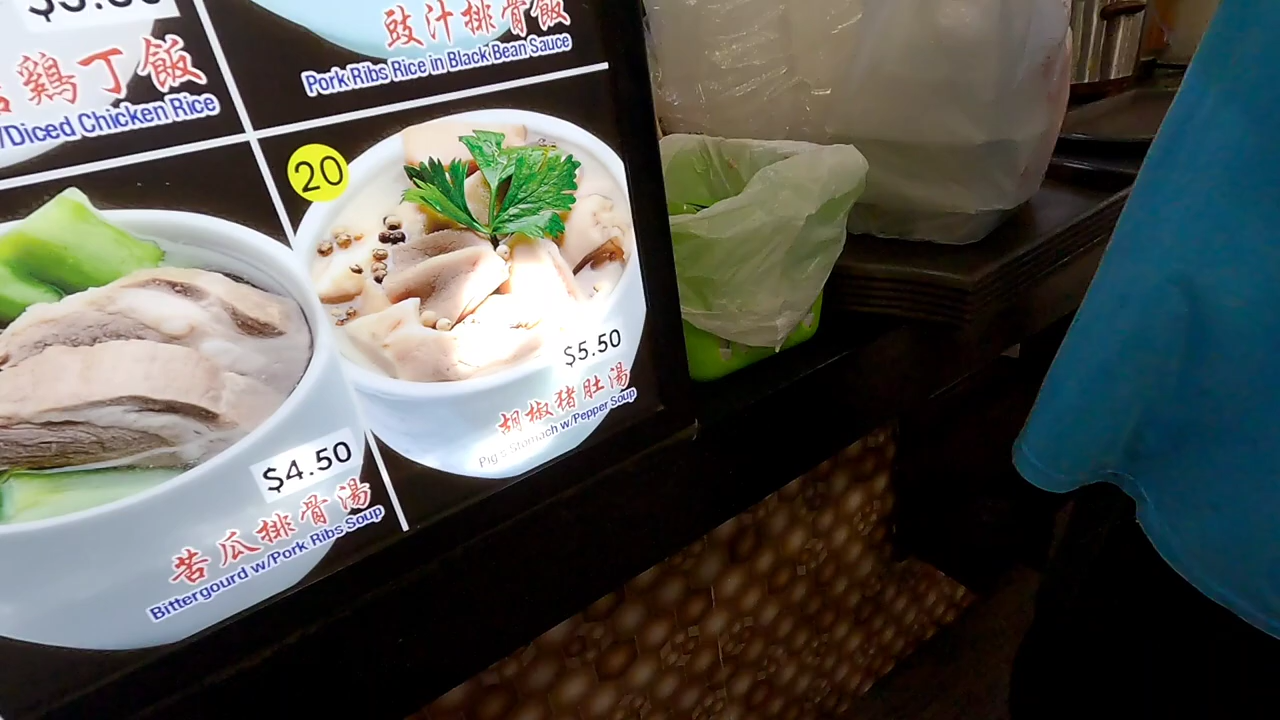 鷄丁飯
/Diced Chicken Rice
豉汁排骨飯
Pork Ribs Rice in Black Bean Sauce
$4.50
苦瓜排骨湯
Bittergourd w/Pork Ribs Soup
20
$5.50
胡椒猪肚湯
Pig's Stomach w/Pepper Soup